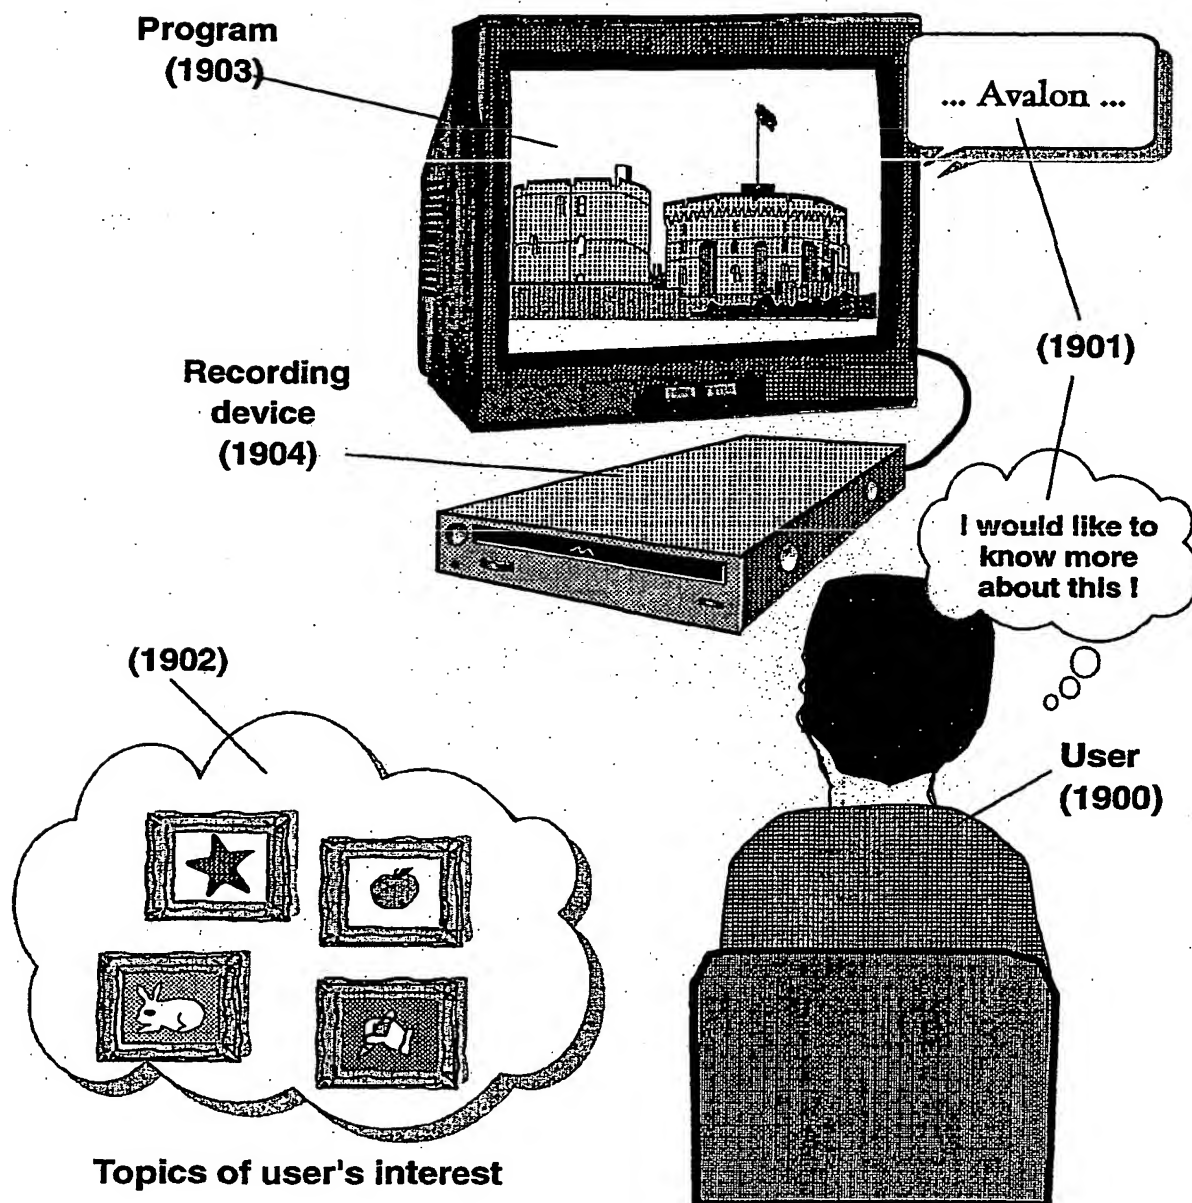 Program
(1903)
... Avalon ...
(1901)
Recording
device
(1904)
I would like to
know more
about this !
(1902)
User
(1900)
Topics of user's interest